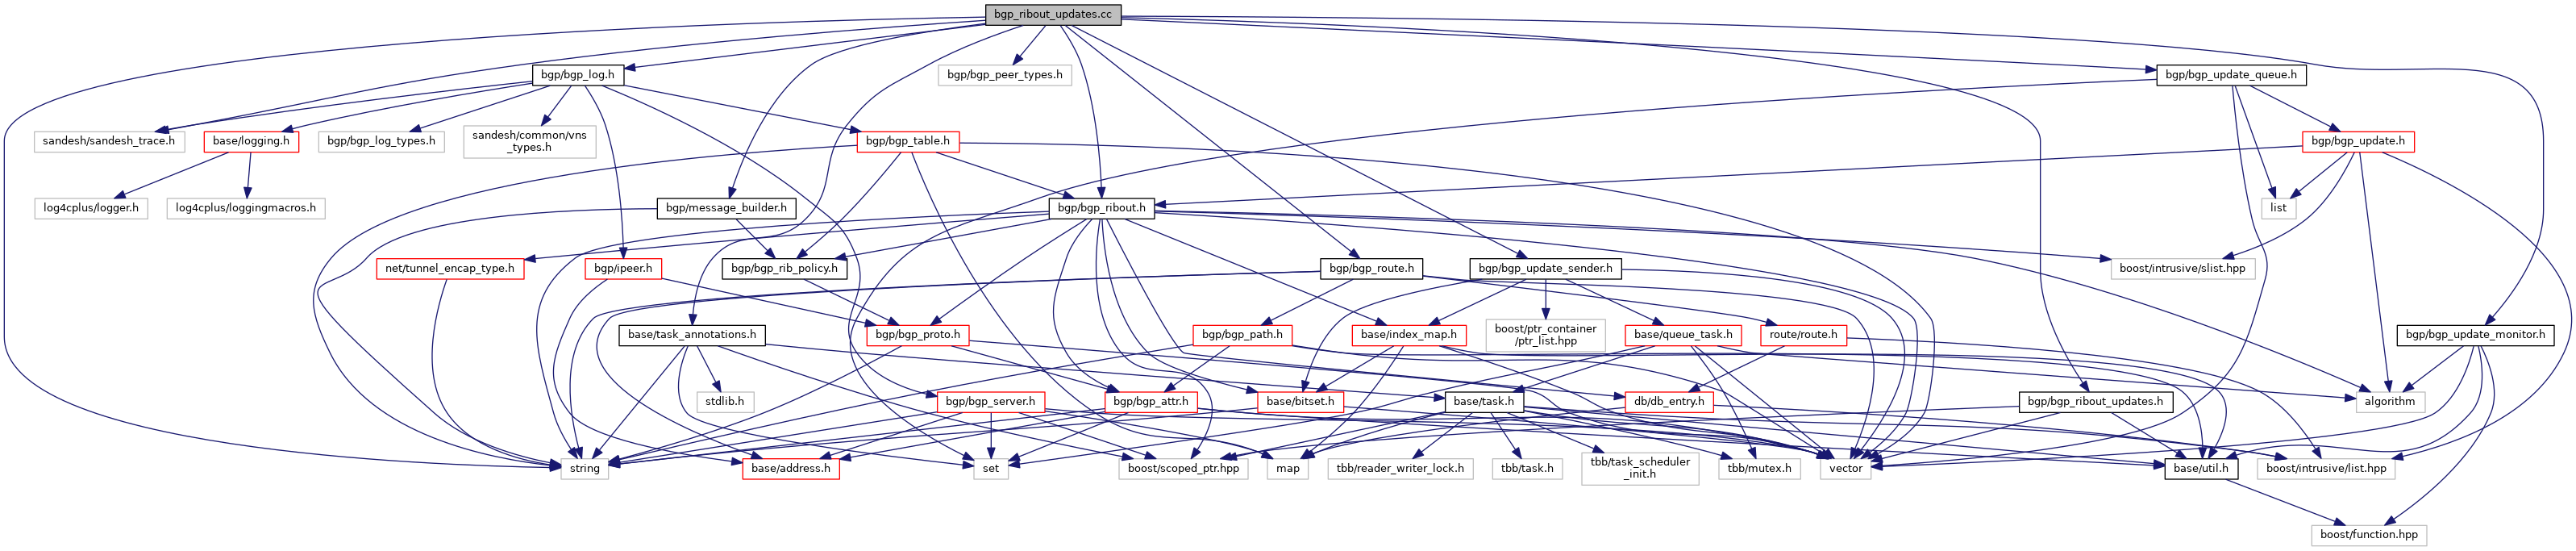 bgp_ribout_updates.cc
bgp/bgp_log.h
bgp/bgp_peer_types.h
bgp/bgp_update_queue.h
sandesh/sandesh_trace.h
base/logging.h
bgp/bgp_log_types.h
sandesh/common/vns
_types.h
bgp/bgp_table.h
bgp/bgp_update.h
log4cplus/logger.h
log4cplus/loggingmacros.h
bgp/message_builder.h
bgp/bgp_ribout.h
list
net/tunnel_encap_type.h
bgp/ipeer.h
bgp/bgp_rib_policy.h
bgp/bgp_route.h
bgp/bgp_update_sender.h
boost/intrusive/slist.hpp
base/task_annotations.h
bgp/bgp_proto.h
bgp/bgp_path.h
base/index_map.h
boost/ptr_container
/ptr_list.hpp
base/queue_task.h
route/route.h
bgp/bgp_update_monitor.h
stdlib.h
bgp/bgp_server.h
bgp/bgp_attr.h
base/bitset.h
base/task.h
db/db_entry.h
bgp/bgp_ribout_updates.h
algorithm
string
base/address.h
set
boost/scoped_ptr.hpp
map
tbb/reader_writer_lock.h
tbb/task.h
tbb/task_scheduler
_init.h
tbb/mutex.h
vector
base/util.h
boost/intrusive/list.hpp
boost/function.hpp